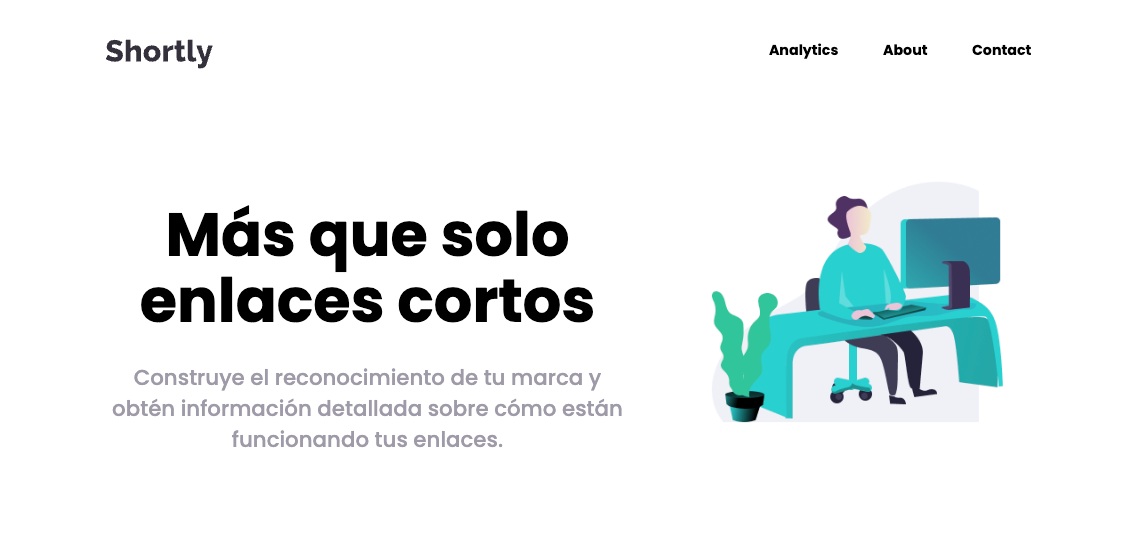 Shortly
Analytics About Contact
Más que solo
enlaces cortos
Construye el reconocimiento de tu marca y
obtén información detallada sobre cómo están
funcionando tus enlaces.